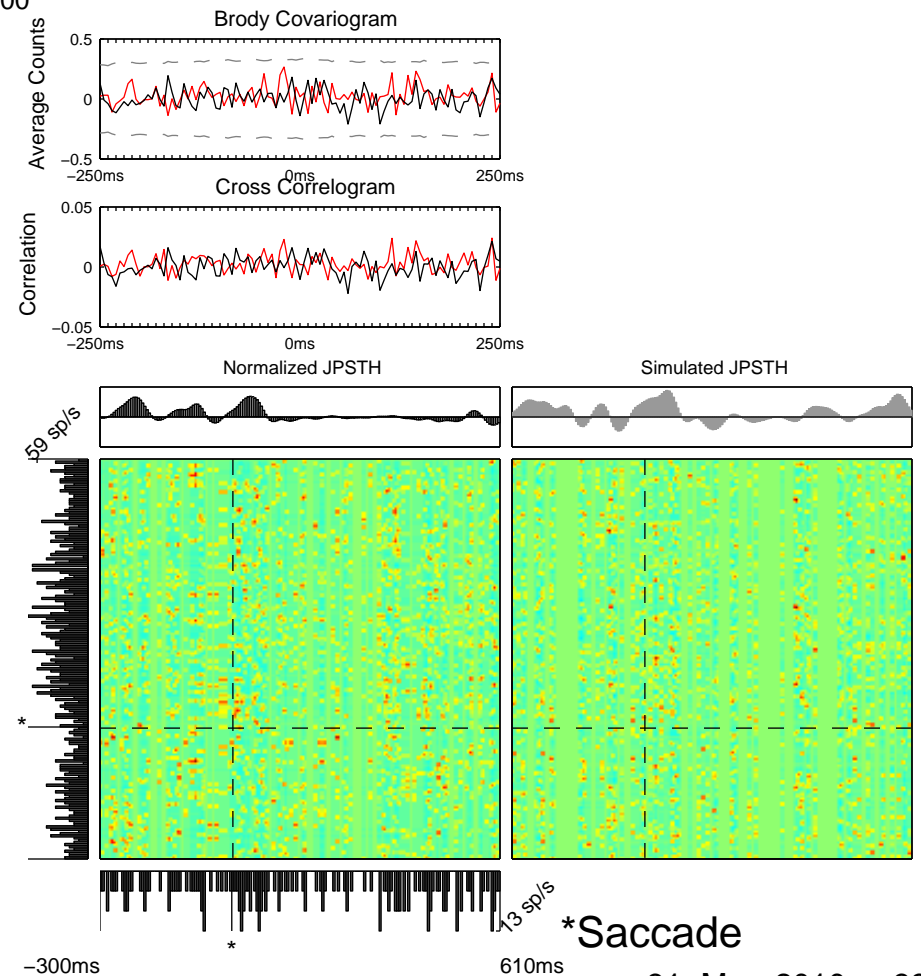 Brody Covariogram
Average Counts
0.5
0
−0.5
−250ms
0ms
250ms
Cross Correlogram
Correlation
0.05
0
−0.05
−250ms
0ms
250ms
Normalized JPSTH
Simulated JPSTH
59 sp/s
*
*
13 sp/s
*Saccade
−300ms
610ms